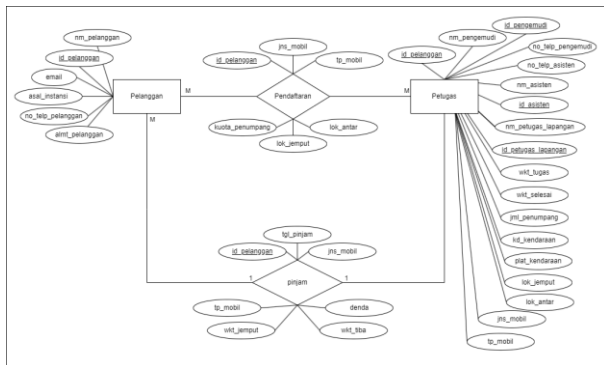 nm_pelanggan
id_pelanggan
email
asal_instansi
no_telp_pelanggan
almt_pelanggan
Pelanggan
M
M
jns_mobil
id_pelanggan
tp_mobil
Pendaftaran
kuota_penumpang
lok_antar
lok_jemput
M
id_pengemudi
nm_pengemudi
id_pelanggan
no_telp_pengemudi
no_telp_asisten
nm_asisten
Petugas
id_asisten
nm_petugas_lapangan
id_petugas_lapangan
wkt_tugas
wkt_selesai
jml_penumpang
kd_kendaraan
plat_kendaraan
lok_jemput
lok_antar
jns_mobil
tp_mobil
tgl_pinjam
id_pelanggan
jns_mobil
1
pinjam
1
tp_mobil
denda
wkt_jemput
wkt_tiba